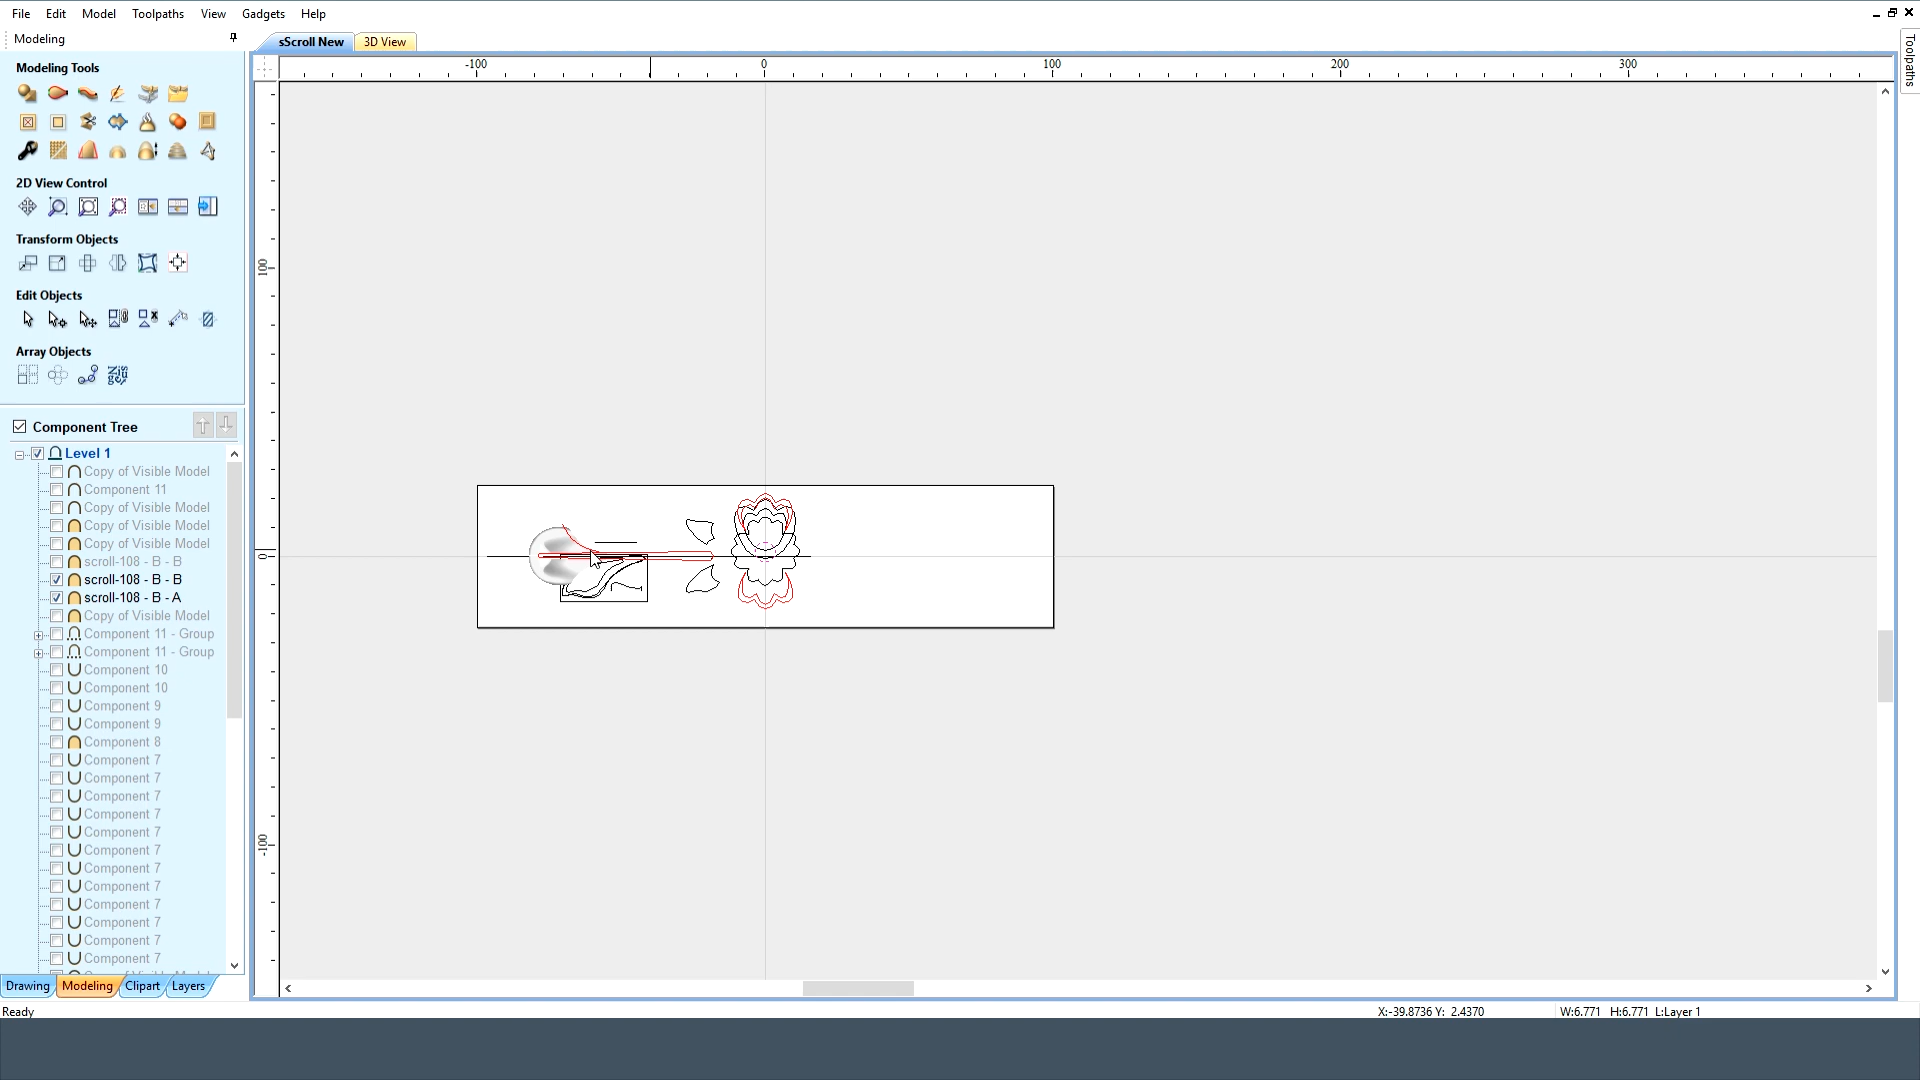 File Edit Model Toolpaths View Gadgets Help
Modeling
sScroll New
3D View
Toolpaths
Modeling Tools
2D View Control
Transform Objects
Edit Objects
Array Objects
Component Tree
Level 1
Copy of Visible Model
Component 11
Copy of Visible Model
Copy of Visible Model
Copy of Visible Model
scroll-108 - B - B
scroll-108 - B - B
scroll-108 - B - A
Copy of Visible Model
Component 11 - Group
Component 11 - Group
Component 10
Component 10
Component 9
Component 9
Component 8
Component 7
Component 7
Component 7
Component 7
Component 7
Component 7
Component 7
Component 7
Component 7
Component 7
Component 7
Component 7
Drawing Modeling Clipart Layers
-100 0 100 200 300
100
0
-100
Ready
X:-39.8736 Y: 2.4370
W:6.771 H:6.771 L:Layer 1